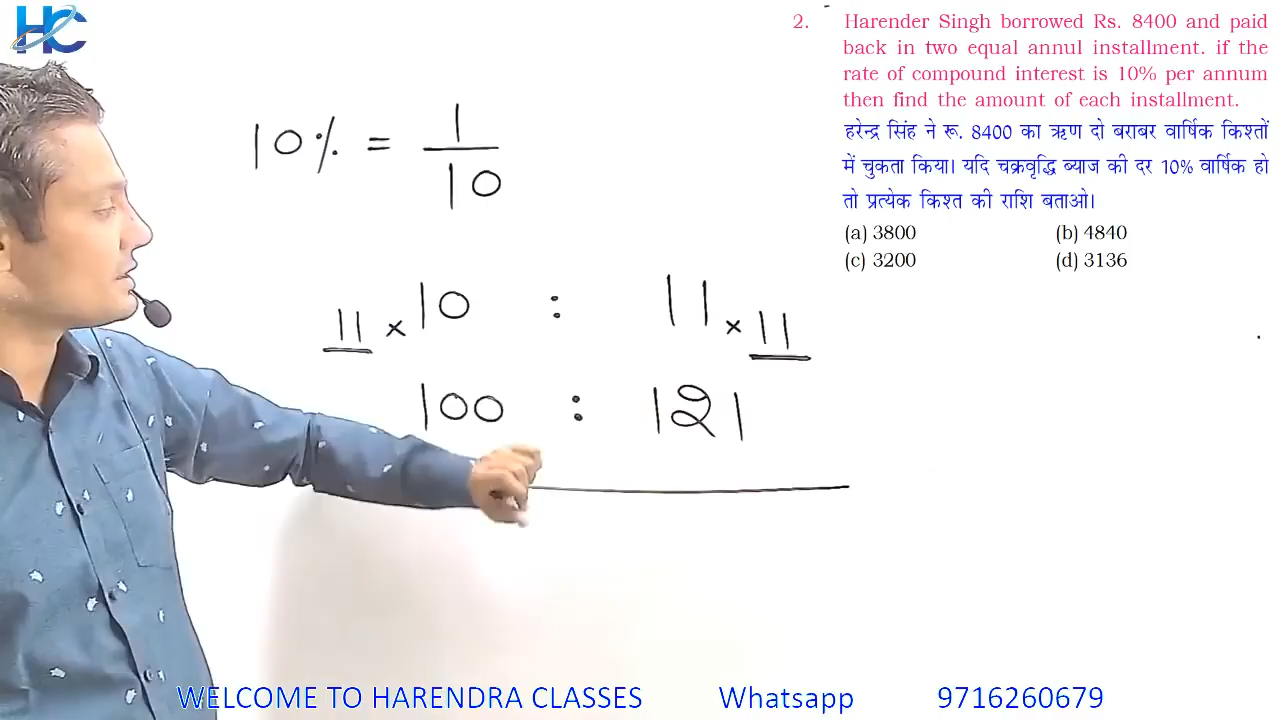 HC
2. Harender Singh borrowed Rs. 8400 and paid
back in two equal annul installment. if the
rate of compound interest is 10% per annum
then find the amount of each installment.
हरेन्द्र सिंह ने रू. 8400 का ऋण दो बराबर वार्षिक किश्तों
में चुकता किया। यदि चक्रवृद्धि ब्याज की दर 10% वार्षिक हो
तो प्रत्येक किश्त की राशि बताओ।
(a) 3800 (b) 4840
(c) 3200 (d) 3136
10% = 1/10
11 × 10 : 11 × 11
100 : 121
WELCOME TO HARENDRA CLASSES Whatsapp 9716260679